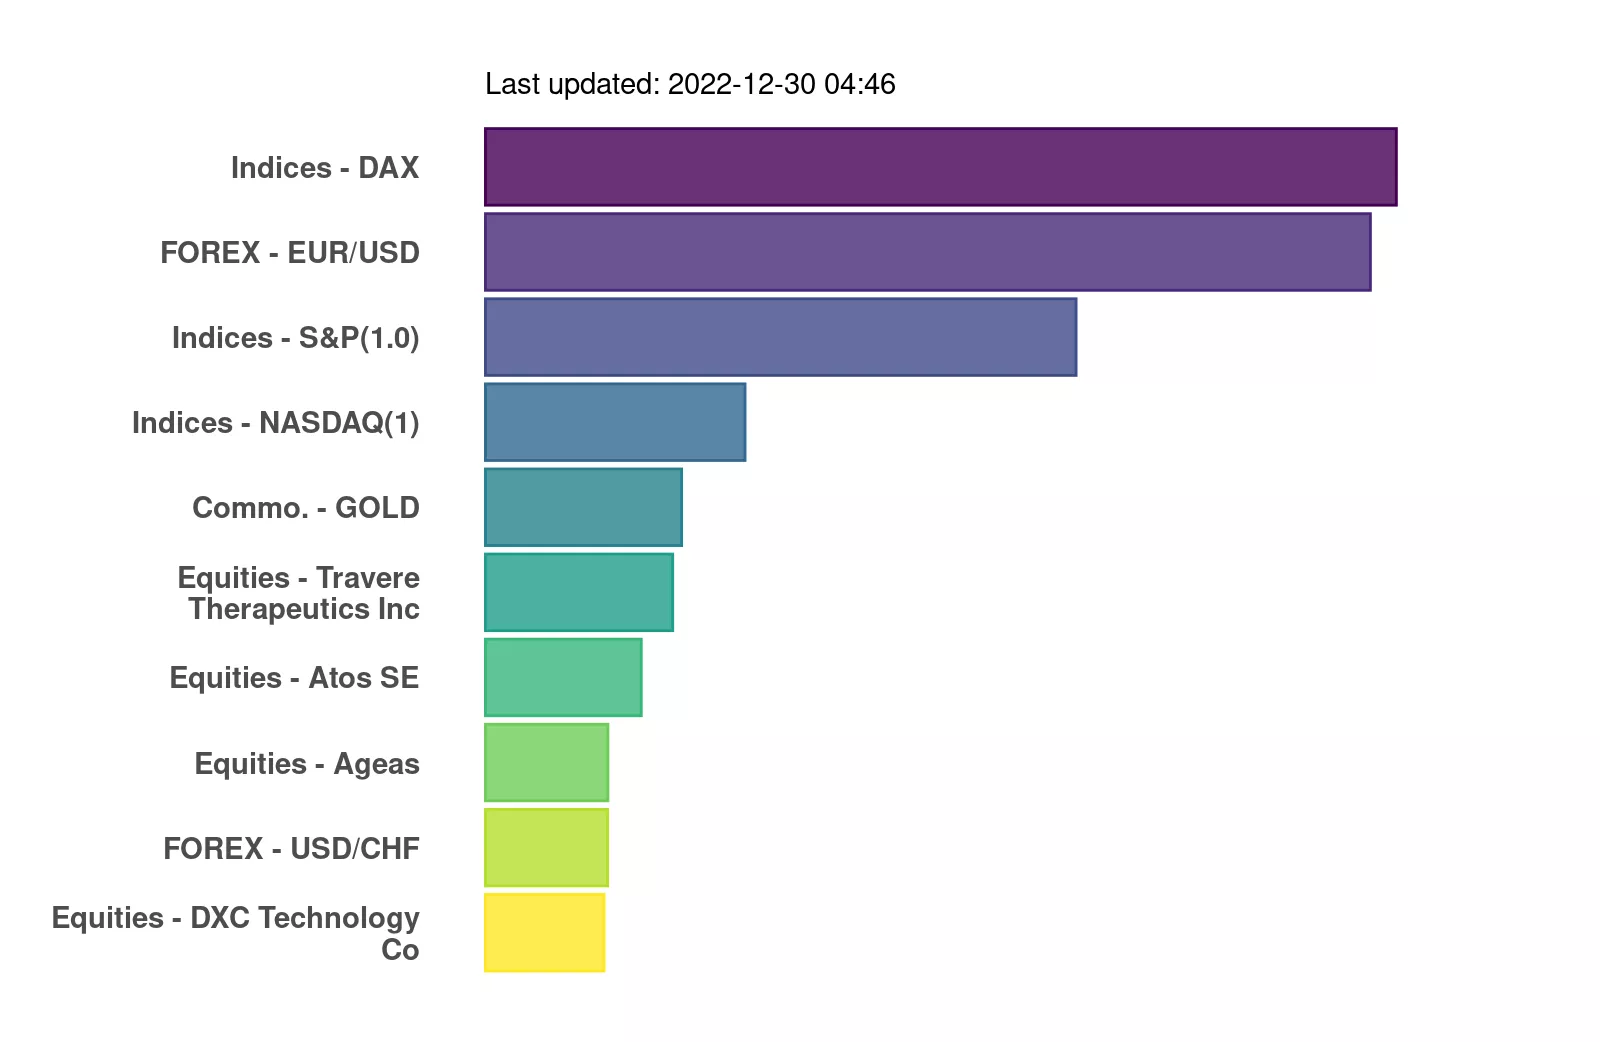 Last updated: 2022-12-30 04:46
Indices - DAX
FOREX - EUR/USD
Indices - S&P(1.0)
Indices - NASDAQ(1)
Commo. - GOLD
Equities - Travere
Therapeutics Inc
Equities - Atos SE
Equities - Ageas
FOREX - USD/CHF
Equities - DXC Technology
Co